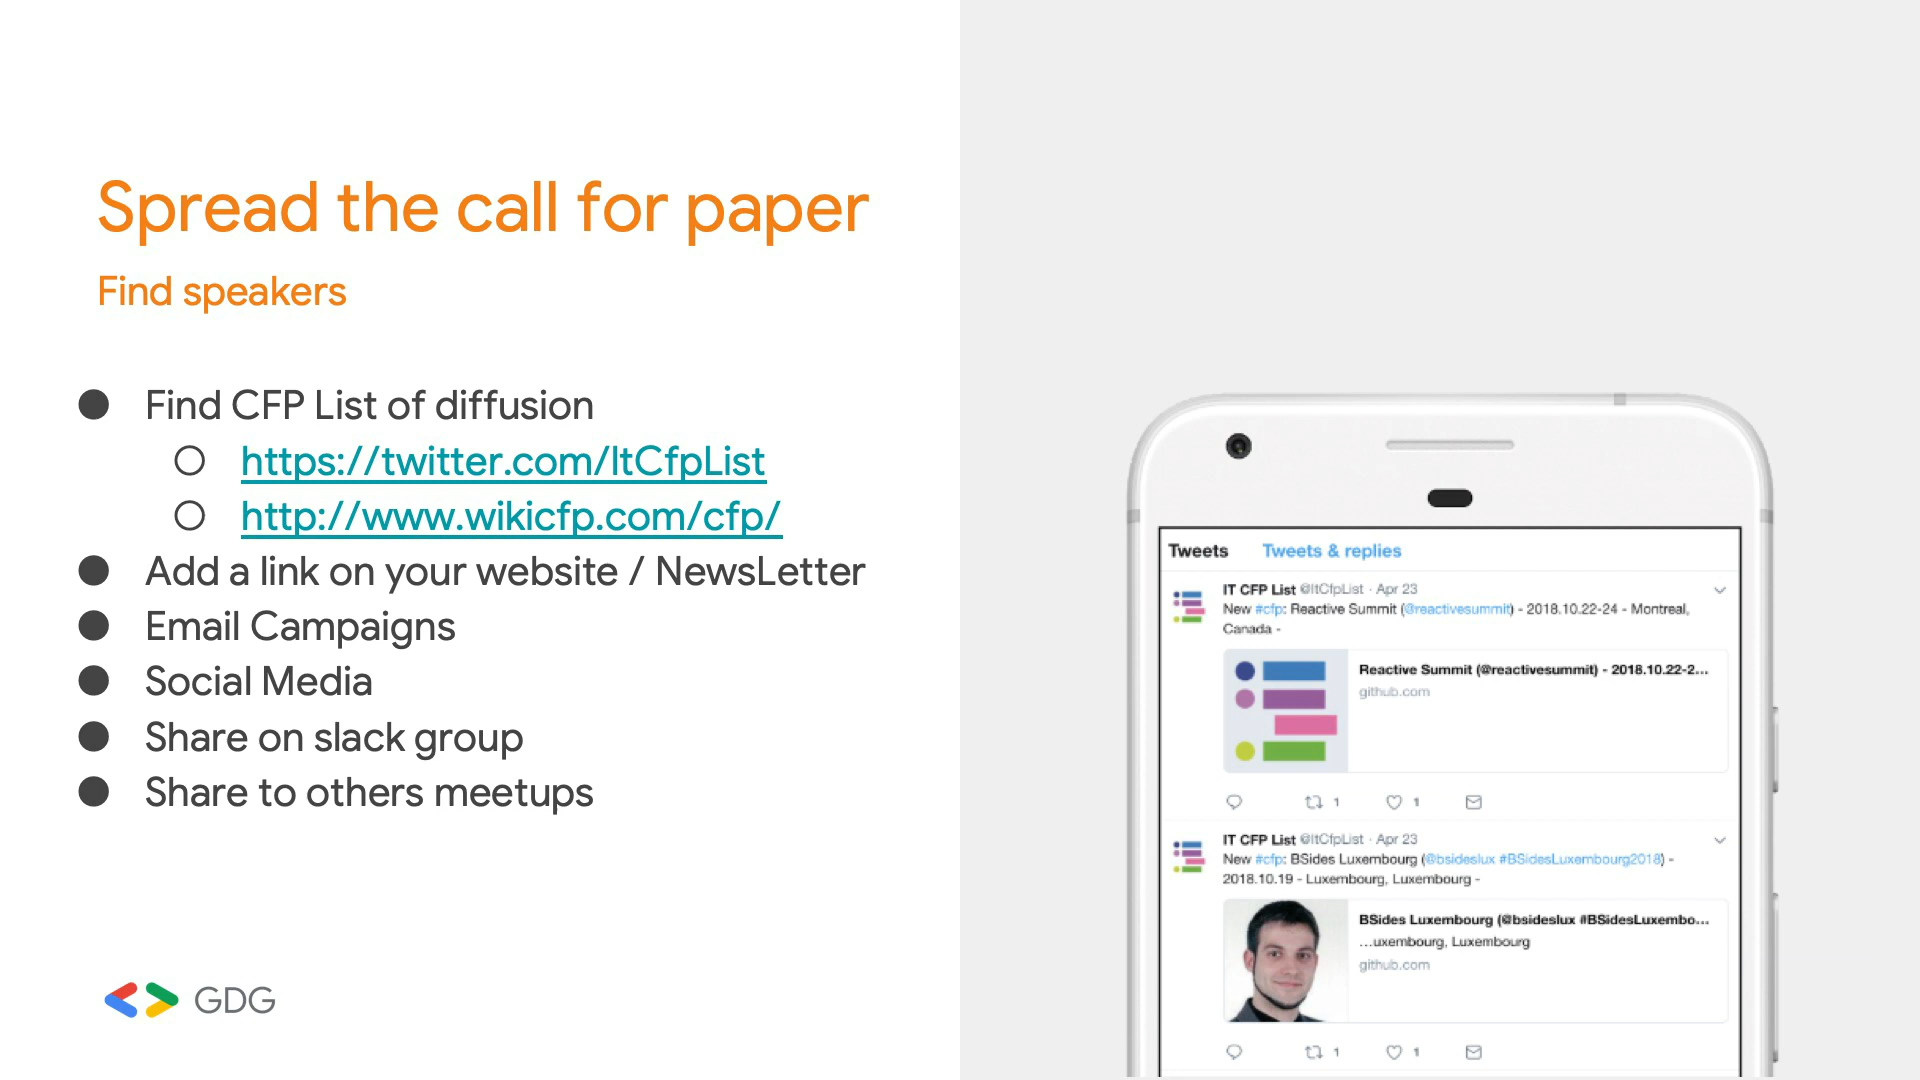 Spread the call for paper
Find speakers
● Find CFP List of diffusion
○ https://twitter.com/ItCfpList
○ http://www.wikicfp.com/cfp/
● Add a link on your website / NewsLetter
● Email Campaigns
● Social Media
● Share on slack group
● Share to others meetups
GDG
Tweets Tweets & replies
IT CFP List @ItCfpList · Apr 23
New #cfp: Reactive Summit (@reactivesummit) - 2018.10.22-24 - Montreal,
Canada -
Reactive Summit (@reactivesummit) - 2018.10.22-2...
github.com
1 1
IT CFP List @ItCfpList · Apr 23
New #cfp: BSides Luxembourg (@bsideslux #BSidesLuxembourg2018) -
2018.10.19 - Luxembourg, Luxembourg -
BSides Luxembourg (@bsideslux #BSidesLuxembo...
...uxembourg, Luxembourg
github.com
1 1